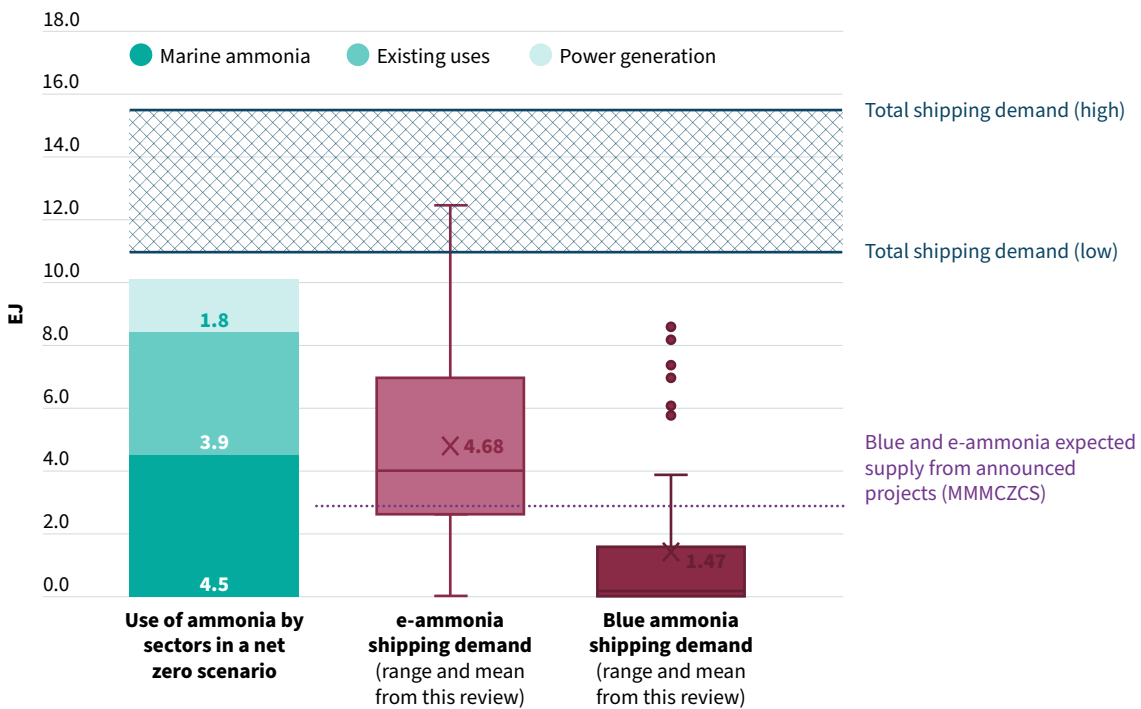 18.0
Marine ammonia
Existing uses
Power generation
16.0
Total shipping demand (high)
14.0
12.0
Total shipping demand (low)
10.0
EJ
1.8
8.0
6.0
3.9
4.68
Blue and e-ammonia expected
supply from announced
projects (MMMCZCS)
4.0
2.0
1.47
4.5
0.0
Use of ammonia by
sectors in a net
zero scenario
e-ammonia
shipping demand
(range and mean
from this review)
Blue ammonia
shipping demand
(range and mean
from this review)